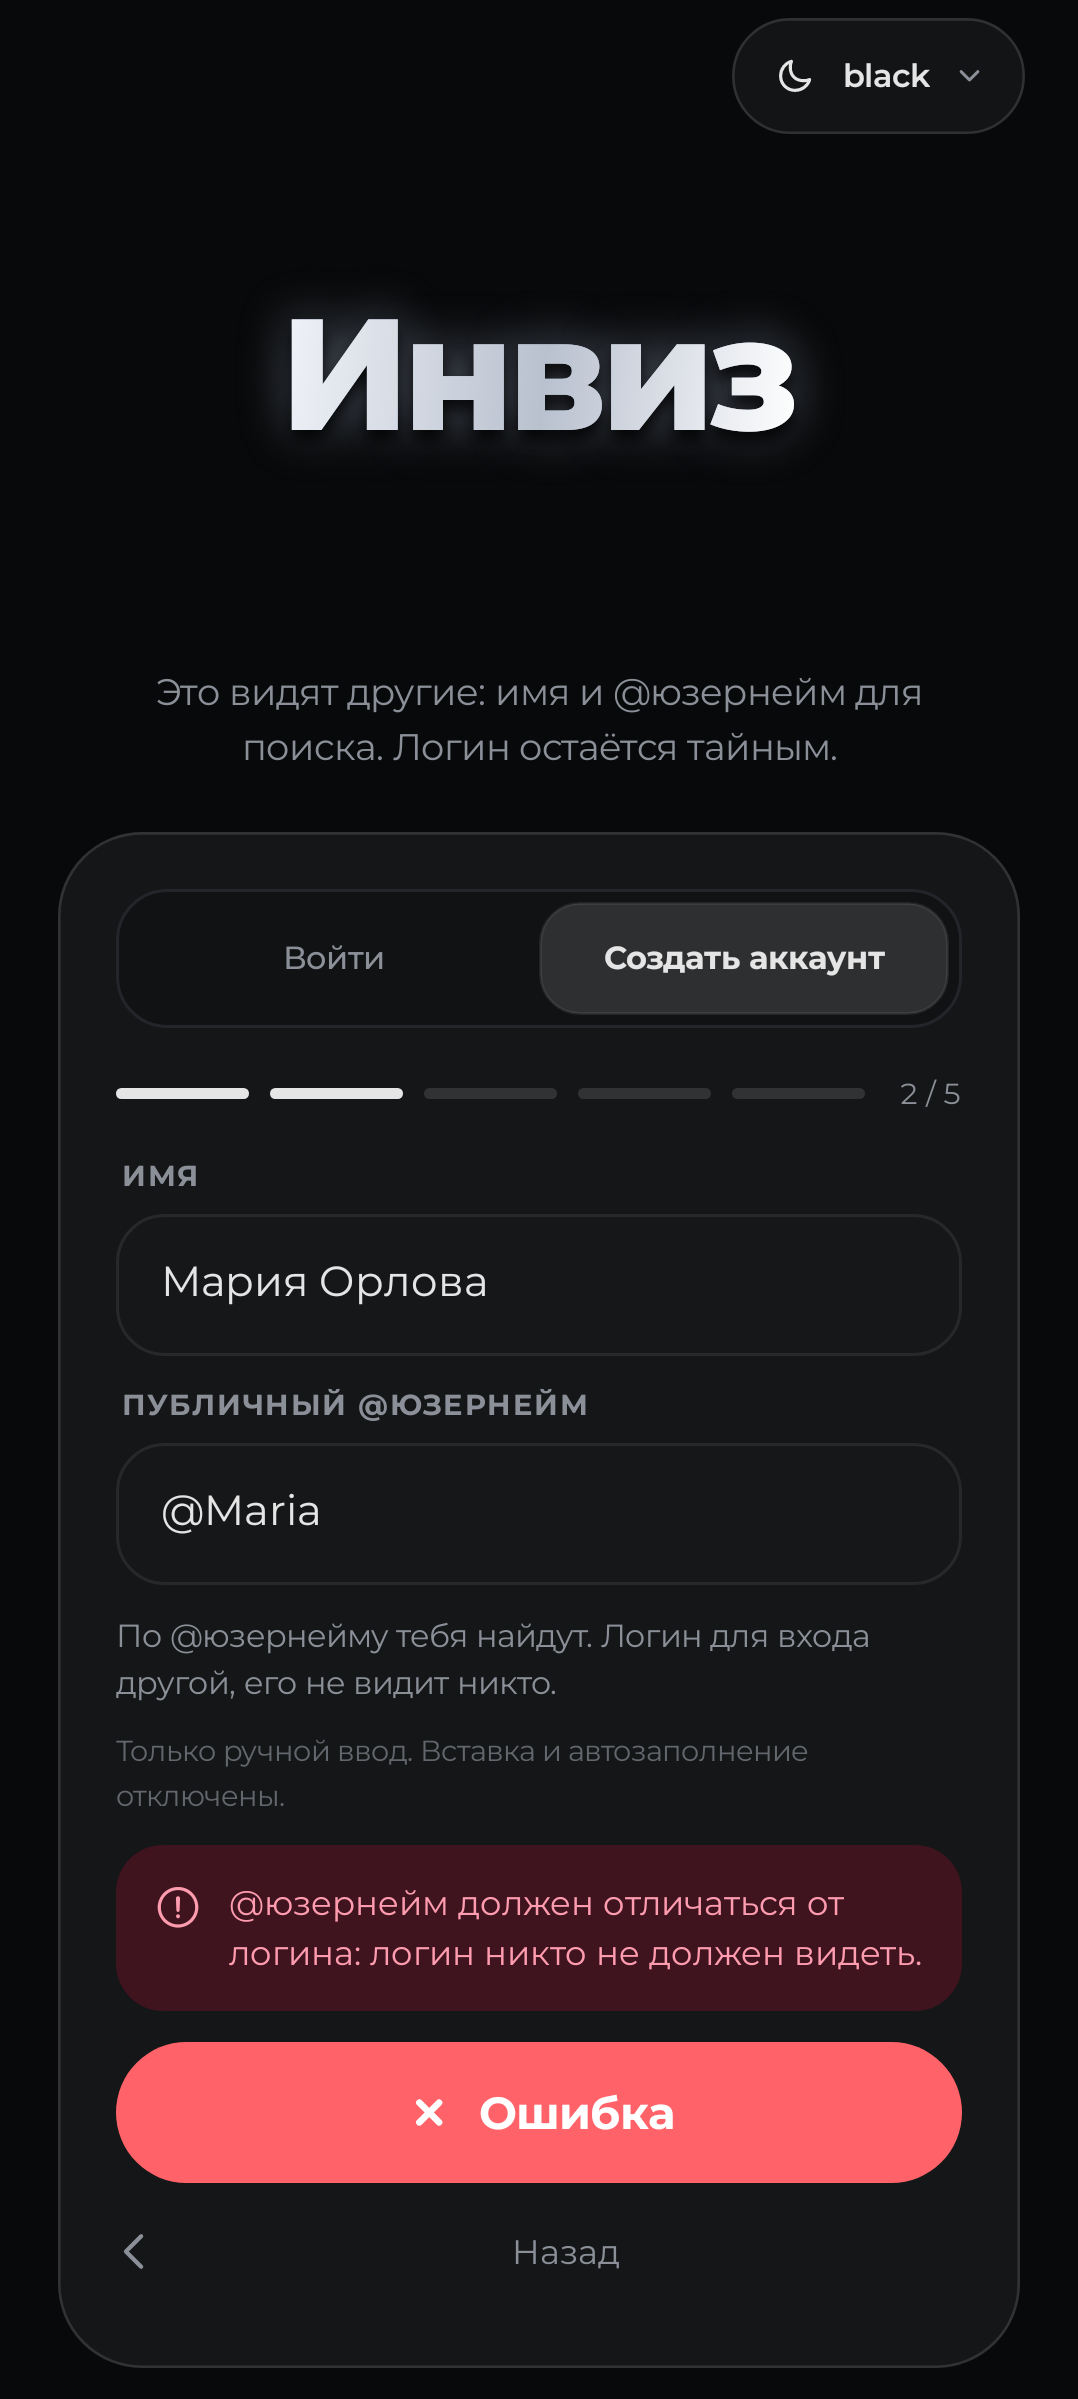 black
Инвиз
Это видят другие: имя и @юзернейм для
поиска. Логин остаётся тайным.
Войти
Создать аккаунт
2 / 5
ИМЯ
Мария Орлова
ПУБЛИЧНЫЙ @ЮЗЕРНЕЙМ
@Maria
По @юзернейму тебя найдут. Логин для входа
другой, его не видит никто.
Только ручной ввод. Вставка и автозаполнение
отключены.
@юзернейм должен отличаться от
логина: логин никто не должен видеть.
Ошибка
Назад